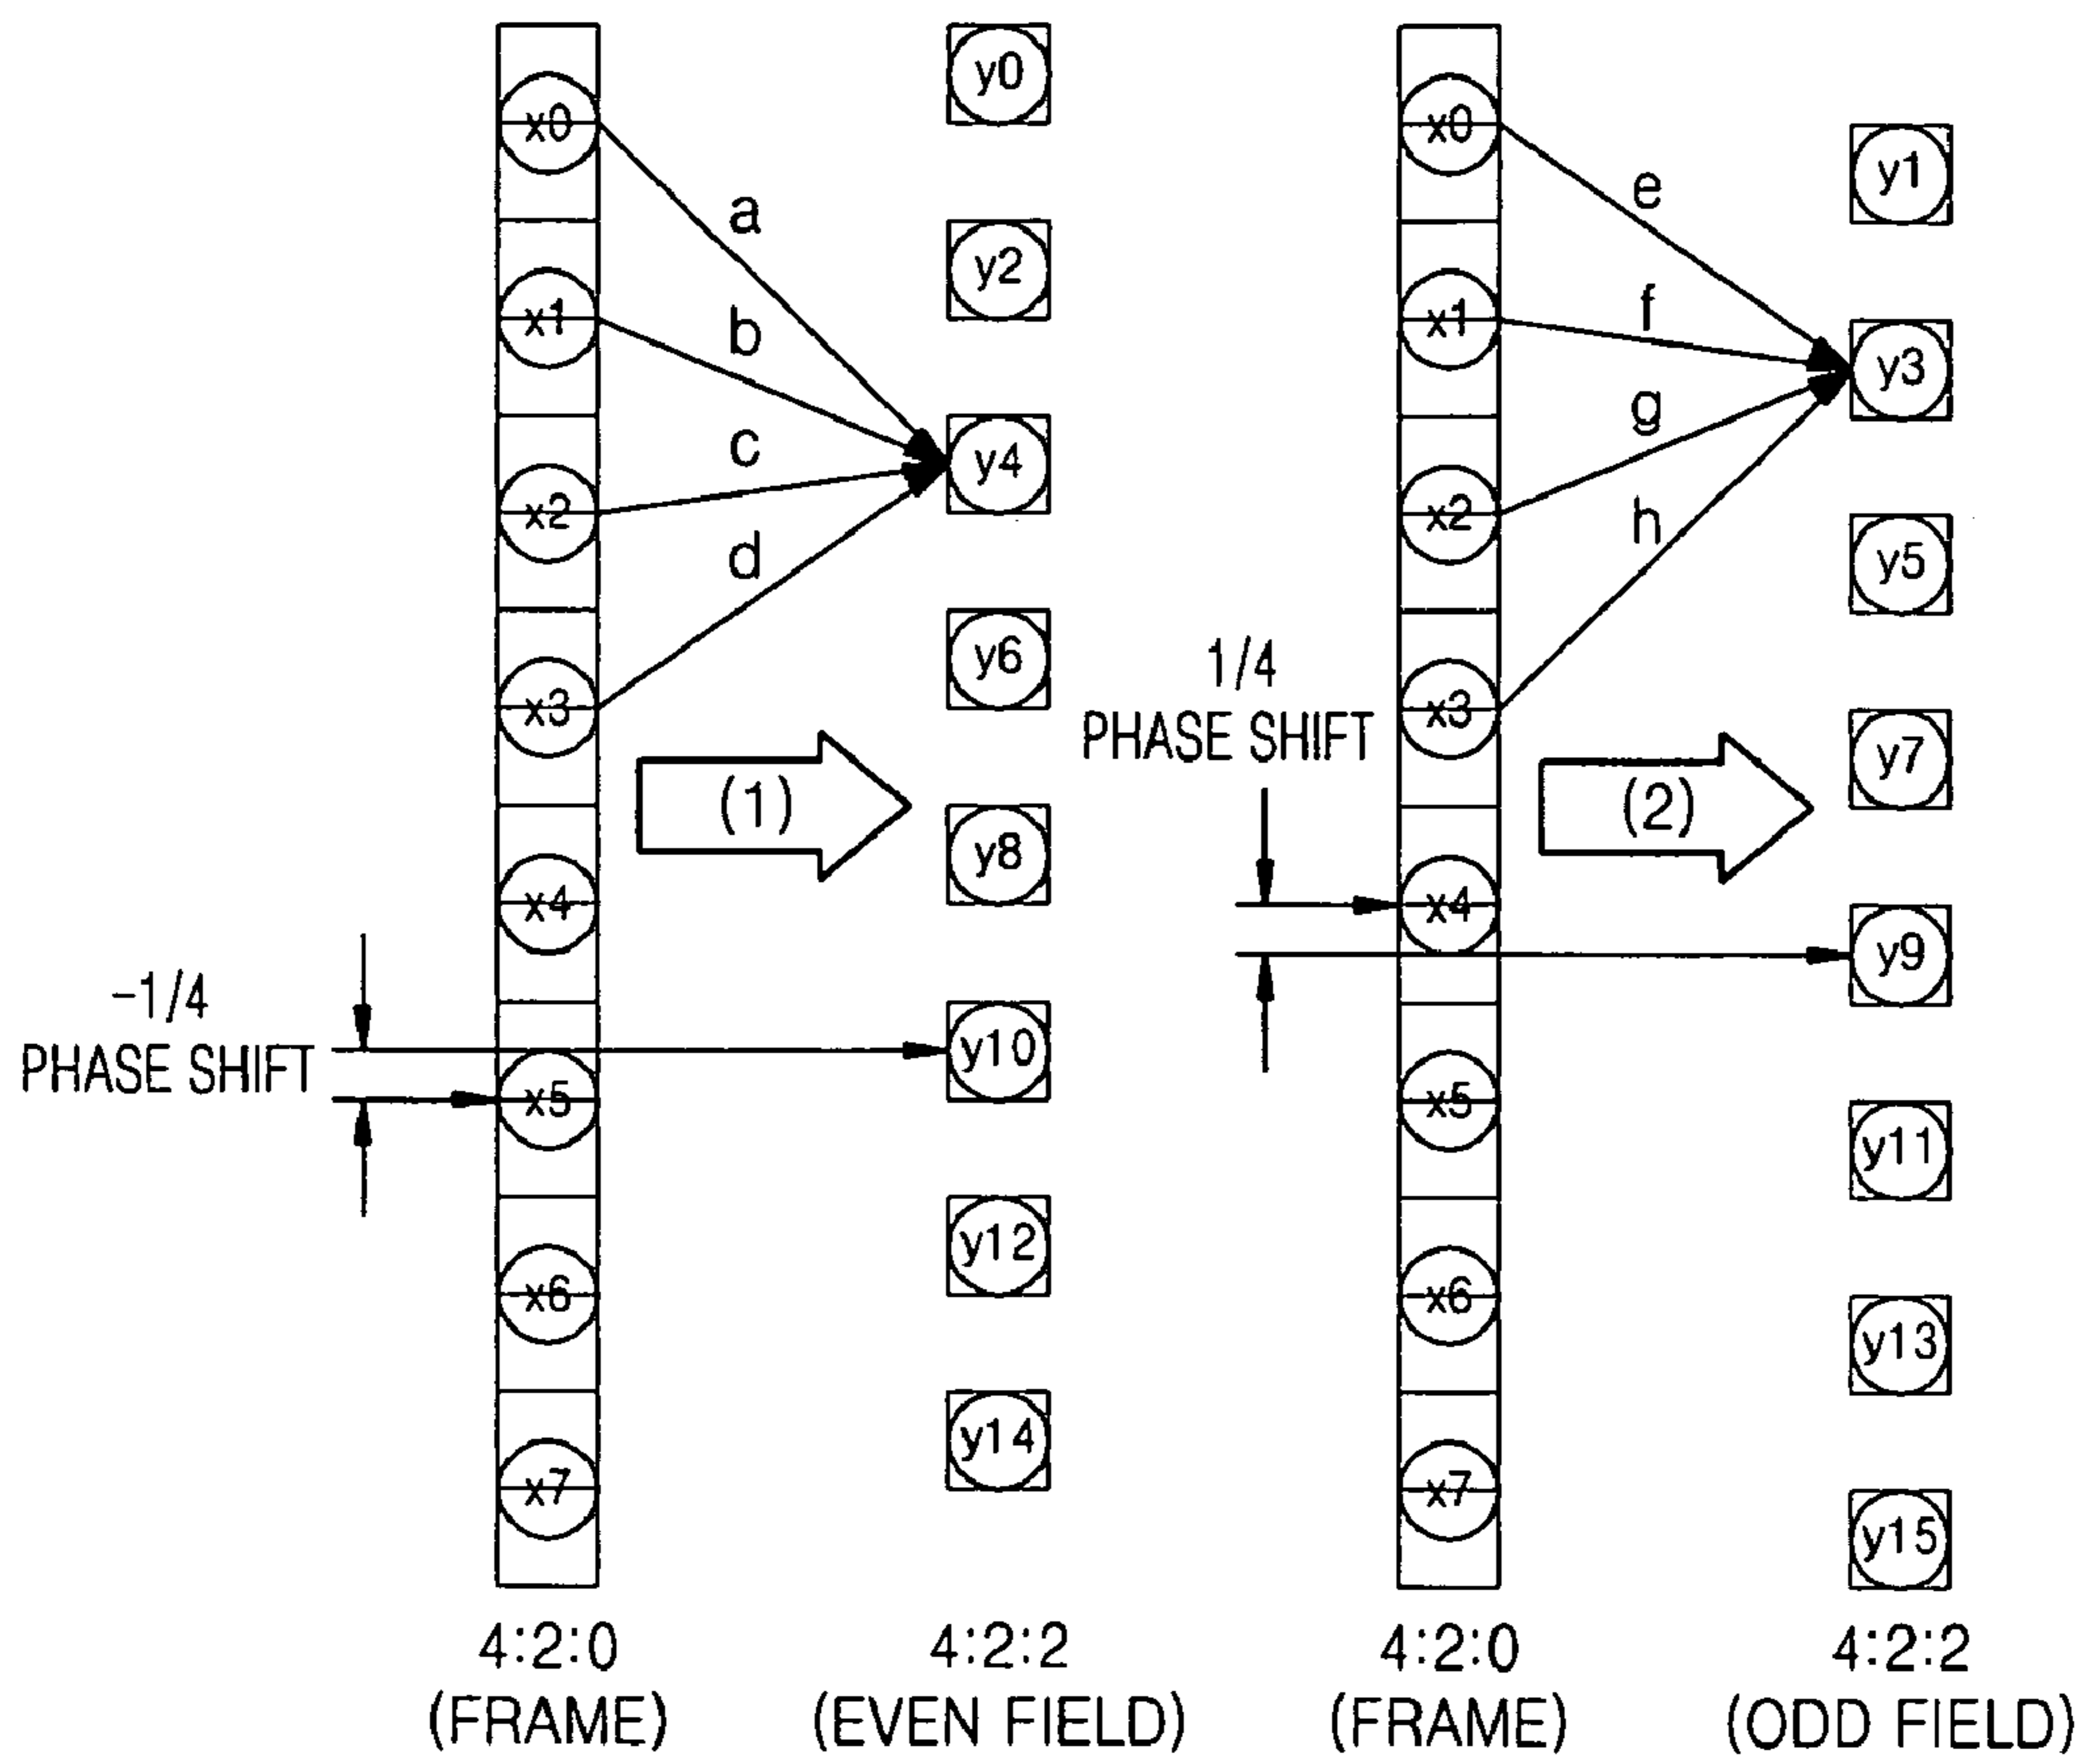 x0
x1
x2
x3
x4
x5
x6
x7
a
b
c
d
(1)
-1/4
PHASE SHIFT
y0
y2
y4
y6
y8
y10
y12
y14
4:2:0
(FRAME)
4:2:2
(EVEN FIELD)
x0
x1
x2
x3
x4
x5
x6
x7
e
f
g
h
(2)
1/4
PHASE SHIFT
y1
y3
y5
y7
y9
y11
y13
y15
4:2:0
(FRAME)
4:2:2
(ODD FIELD)